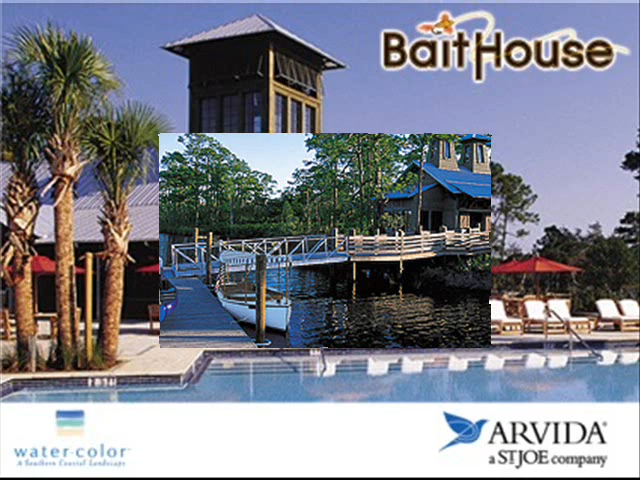 BaitHouse
water·color
A Southern Coastal Landscape
ARVIDA®
a ST.JOE company